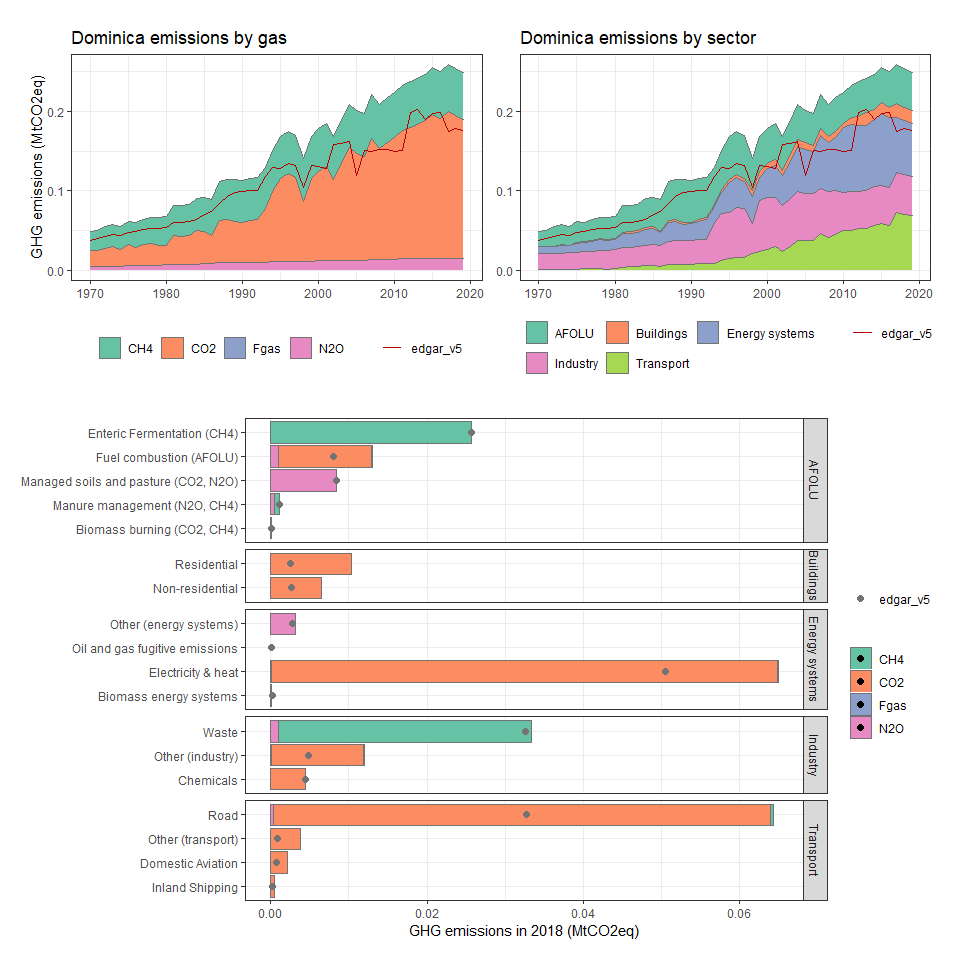 Dominica emissions by gas
Dominica emissions by sector
GHG emissions (MtCO2eq)
0.2
0.1
0.0
1970 1980 1990 2000 2010 2020
0.2
0.1
0.0
1970 1980 1990 2000 2010 2020
CH4 CO2 Fgas N2O edgar_v5
AFOLU Buildings Energy systems edgar_v5
Industry Transport
Enteric Fermentation (CH4)
Fuel combustion (AFOLU)
Managed soils and pasture (CO2, N2O)
Manure management (N2O, CH4)
Biomass burning (CO2, CH4)
AFOLU
Residential
Non-residential
Buildings
Other (energy systems)
Oil and gas fugitive emissions
Electricity & heat
Biomass energy systems
Energy systems
Waste
Other (industry)
Chemicals
Industry
Road
Other (transport)
Domestic Aviation
Inland Shipping
Transport
0.00 0.02 0.04 0.06
GHG emissions in 2018 (MtCO2eq)
edgar_v5
CH4
CO2
Fgas
N2O